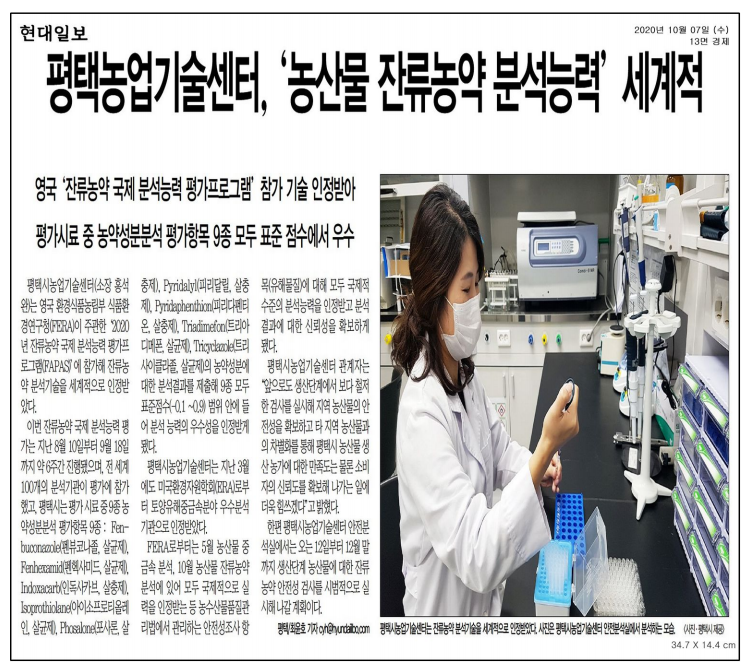 현대일보
2020년 10월 07일 (수)
13면 경제
평택농업기술센터, ‘농산물 잔류농약 분석능력’ 세계적
영국 ‘잔류농약 국제 분석능력 평가프로그램’ 참가 기술 인정받아
평가시료 중 농약성분분석 평가항목 9종 모두 표준 점수에서 우수
평택시농업기술센터(소장 홍석
완)는 영국 환경식품농림부 식품환
경연구청(FERA)이 주관한 ‘2020
년 잔류농약 국제 분석능력 평가프
로그램(FAPAS)’에 참가해 잔류농
약 분석기술을 세계적으로 인정받
았다.
이번 잔류농약 국제 분석능력 평
가는 지난 8월 10일부터 9월 18일
까지 약 6주간 진행됐으며, 전 세계
100개의 분석기관이 평가에 참가
했고, 평택시는 평가 시료 중 9종 농
약성분분석 평가항목 9종 : Fen-
buconazole(펜뷰코나졸, 살균제),
Fenhexamid(펜헥사미드, 살균제),
Indoxacarb(인독사카브, 살충제),
Isoprothiolane(아이소프로티올레
인, 살균제), Phosalone(포사론, 살
충제), Pyridalyl(피리달릴, 살충
제), Pyridaphenthion(피리다펜티
온, 살충제), Triadimefon(트리아
디메폰, 살균제), Tricyclazole(트리
사이클라졸, 살균제)의 농약성분에
대한 분석결과를 제출해 9종 모두
표준점수(-0.1 ~0.9) 범위 안에 들
어 분석 능력의 우수성을 인정받게
됐다.
평택시농업기술센터는 지난 3월
에도 미국환경자원학회(ERA)로부
터 토양유해중금속분야 우수분석
기관으로 인정받았다.
FERA로부터는 5월 농산물 중
금속 분석, 10월 농산물 잔류농약
분석에 있어 모두 국제적으로 실
력을 인정받는 등 농수산물품질관
리법에서 관리하는 안전성조사 항
목(유해물질)에 대해 모두 국제적
수준의 분석능력을 인정받고 분석
결과에 대한 신뢰성을 확보하게
됐다.
평택시농업기술센터 관계자는
“앞으로도 생산단계에서 보다 철저
한 검사를 실시해 지역 농산물의 안
전성을 확보하고 타 지역 농산물과
의 차별화를 통해 평택시 농산물 생
산 농가에 대한 만족도는 물론 소비
자의 신뢰도를 확보해 나가는 일에
더욱 힘쓰겠다”고 밝혔다.
한편 평택시농업기술센터 안전분
석실에서는 오는 12일부터 12월 말
까지 생산단계 농산물에 대한 잔류
농약 안전성 검사를 시범적으로 실
시해 나갈 계획이다.
평택/최윤호 기자 cyh@hyundailbo.com
평택시농업기술센터는 잔류농약 분석기술을 세계적으로 인정받았다. 사진은 평택시농업기술센터 안전분석실에서 분석하는 모습. 〈사진·평택시 제공〉
34.7 X 14.4 cm